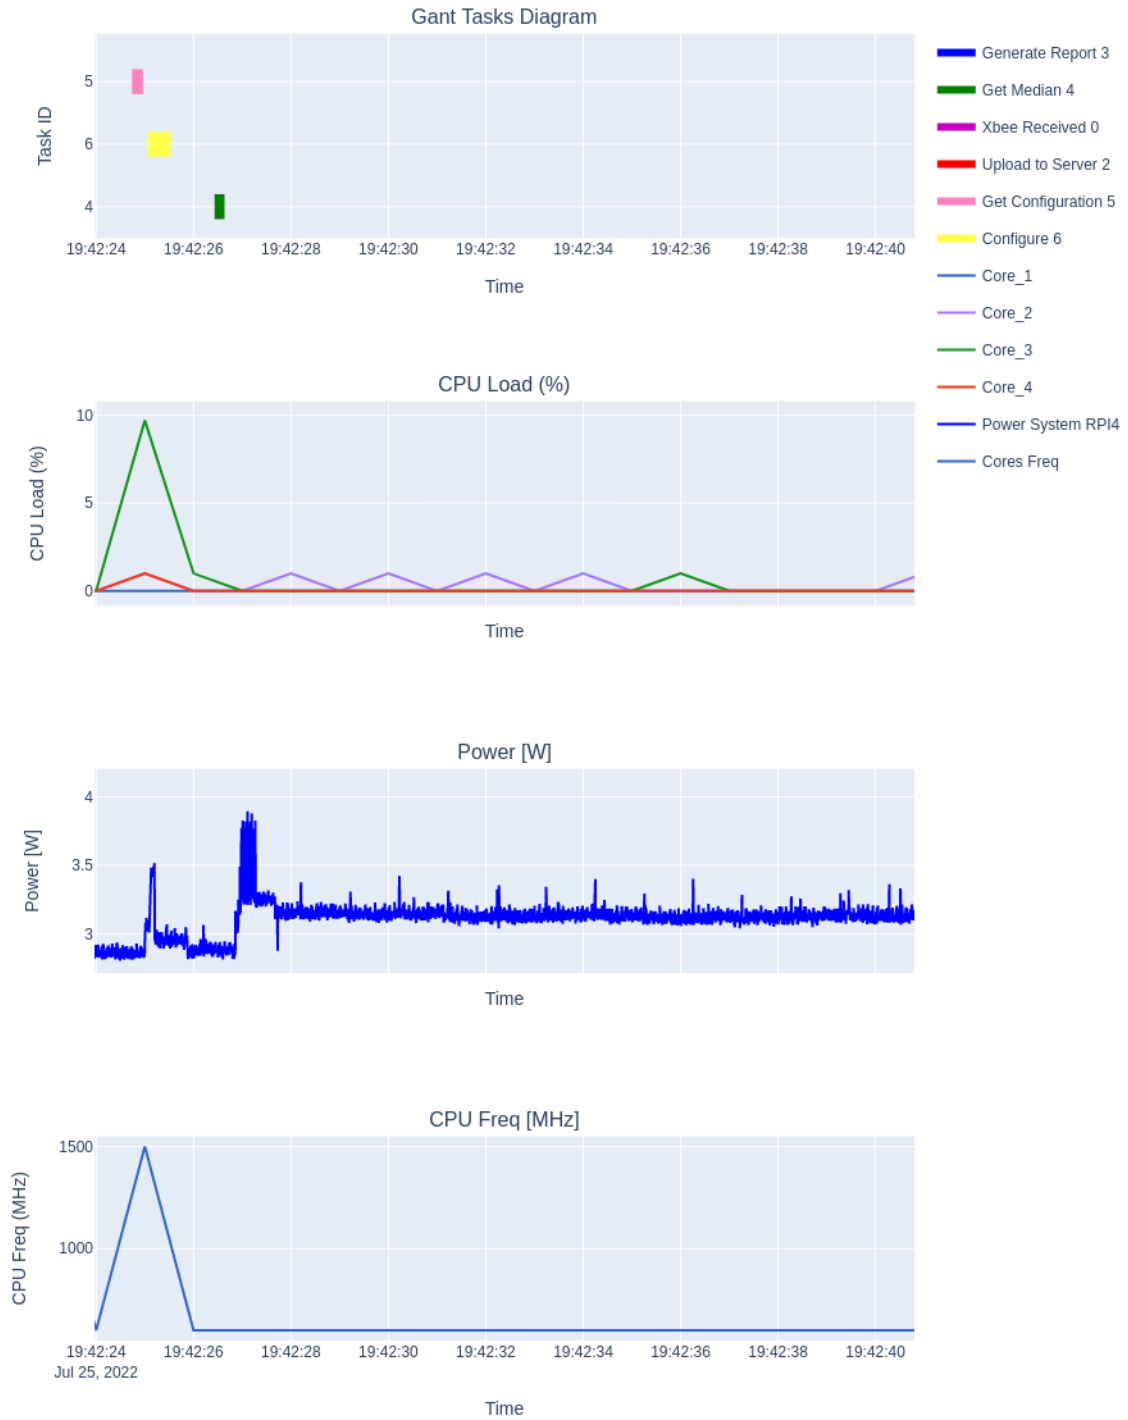 Gant Tasks Diagram
5
6
4
Task ID
19:42:24 19:42:26 19:42:28 19:42:30 19:42:32 19:42:34 19:42:36 19:42:38 19:42:40
Time
Generate Report 3
Get Median 4
Xbee Received 0
Upload to Server 2
Get Configuration 5
Configure 6
Core_1
Core_2
Core_3
Core_4
Power System RPI4
Cores Freq
CPU Load (%)
10
5
0
CPU Load (%)
Time
Power [W]
4
3.5
3
Power [W]
Time
CPU Freq [MHz]
1500
1000
CPU Freq (MHz)
19:42:24 19:42:26 19:42:28 19:42:30 19:42:32 19:42:34 19:42:36 19:42:38 19:42:40
Jul 25, 2022
Time